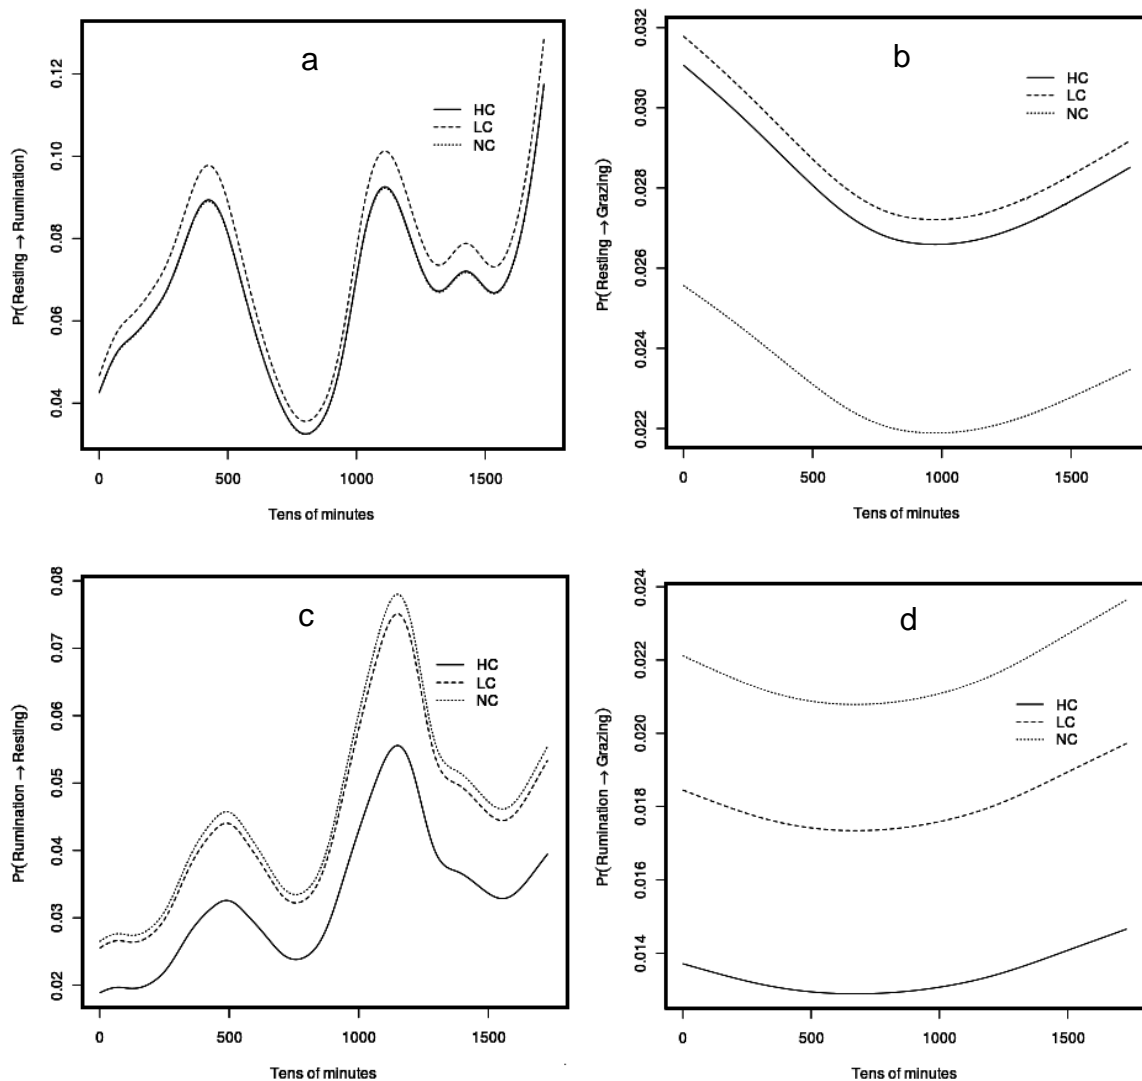 a
Pr(Resting → Rumination)
0.12
0.10
0.08
0.06
0.04
HC
LC
NC
0
500
1000
1500
Tens of minutes
b
Pr(Resting → Grazing)
0.032
0.030
0.028
0.026
0.024
0.022
HC
LC
NC
0
500
1000
1500
Tens of minutes
c
Pr(Rumination → Resting)
0.08
0.07
0.06
0.05
0.04
0.03
0.02
HC
LC
NC
0
500
1000
1500
Tens of minutes
d
Pr(Rumination → Grazing)
0.024
0.022
0.020
0.018
0.016
0.014
HC
LC
NC
0
500
1000
1500
Tens of minutes